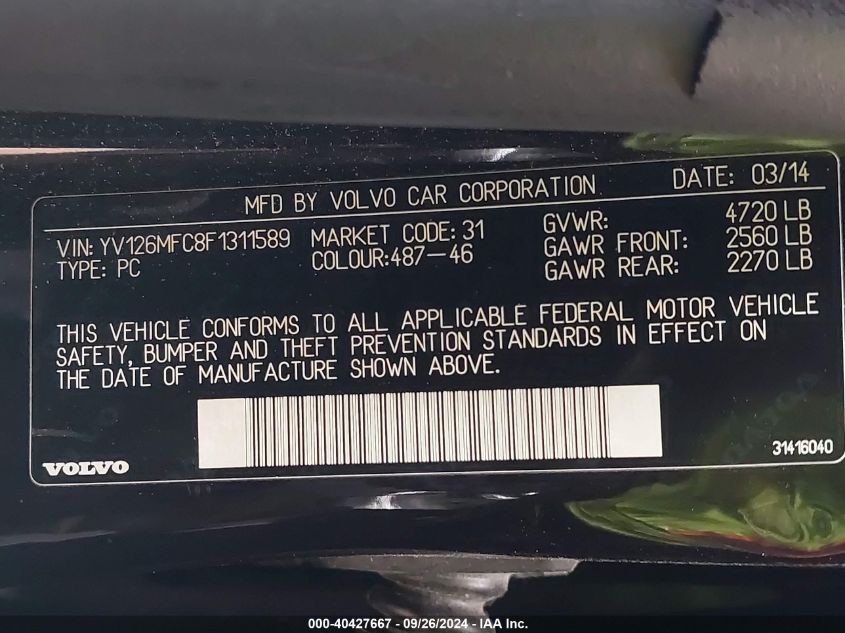 MFD BY VOLVO CAR CORPORATION DATE: 03/14
VIN: YV126MFC8F1311589 MARKET CODE: 31 GVWR: 4720 LB
TYPE: PC COLOUR:487-46 GAWR FRONT: 2560 LB
GAWR REAR: 2270 LB
THIS VEHICLE CONFORMS TO ALL APPLICABLE FEDERAL MOTOR VEHICLE
SAFETY, BUMPER AND THEFT PREVENTION STANDARDS IN EFFECT ON
THE DATE OF MANUFACTURE SHOWN ABOVE.
VOLVO 31416040
000-40427667 - 09/26/2024 - IAA Inc.